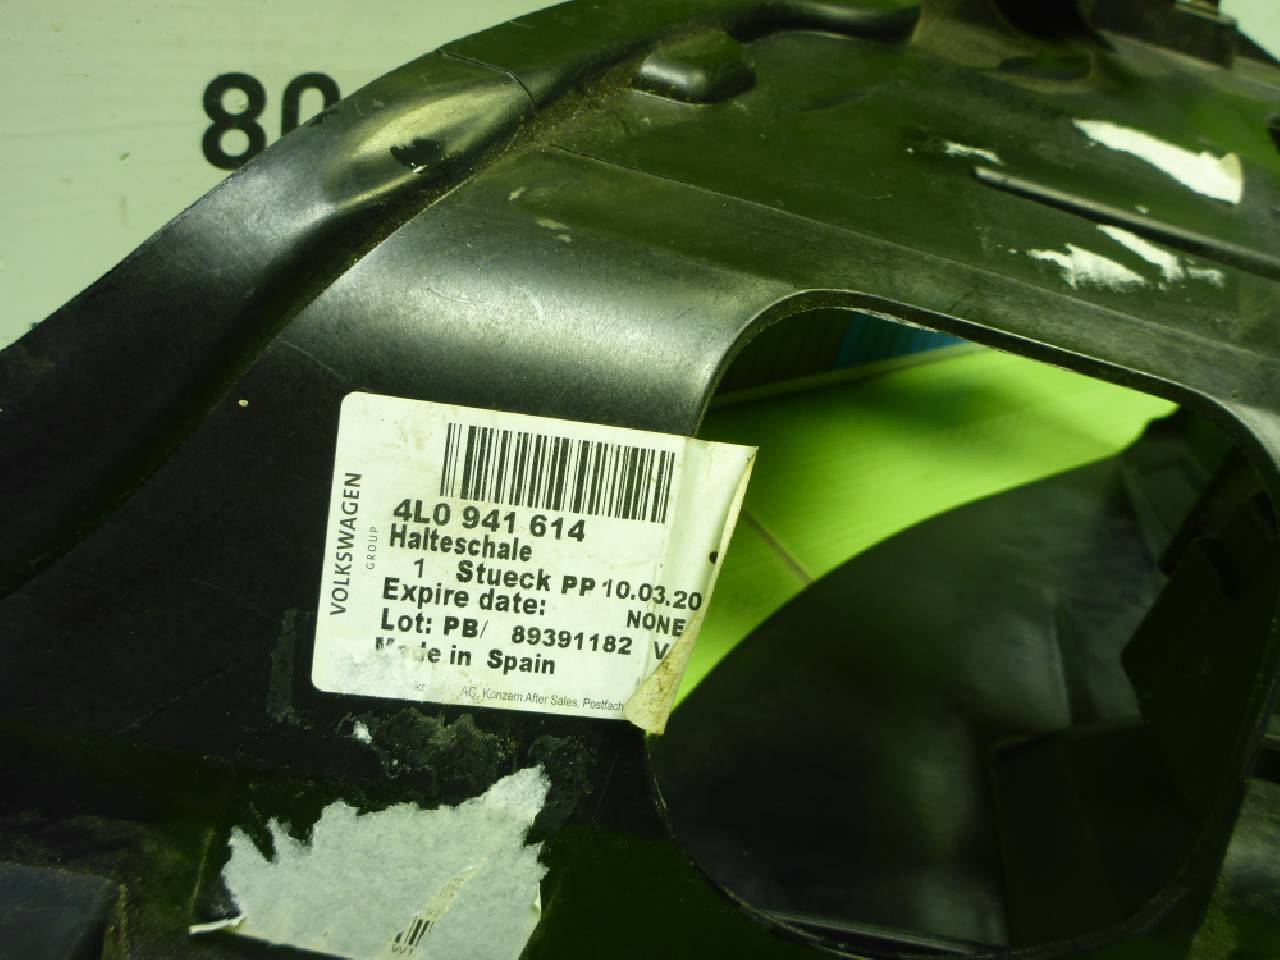 80
VOLKSWAGEN
GROUP
4L0 941 614
Halteschale
1 Stueck PP 10.03.20
Expire date: NONE
Lot: PB/ 89391182 V
Made in Spain
AG, Konzern After Sales, Postfach
W1